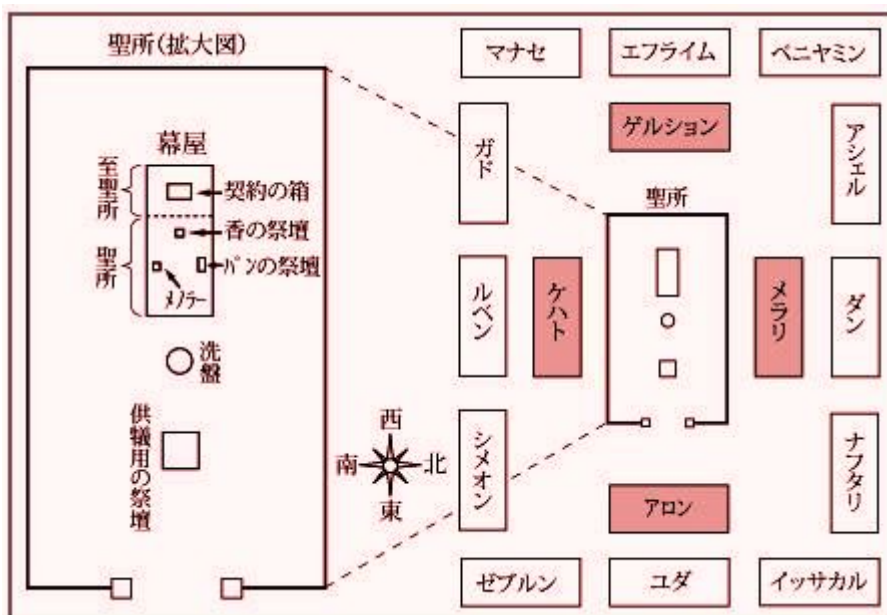 聖所(拡大図)
幕屋
至聖所
聖所
契約の箱
香の祭壇
パンの祭壇
メノラー
洗盤
供犠用の祭壇
西
南
北
東
マナセ
エフライム
ベニヤミン
ガド
ゲルション
アシェル
聖所
ルベン
ケハト
メラリ
ダン
シメオン
アロン
ナフタリ
ゼブルン
ユダ
イッサカル